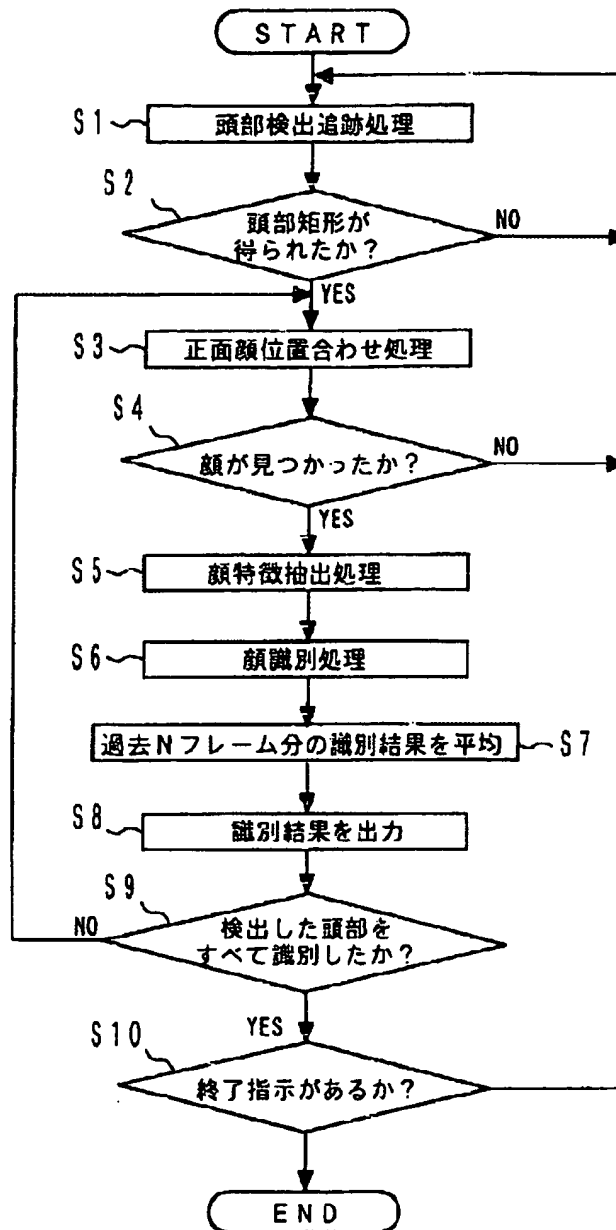 START
S1
頭部検出追跡処理
S2
頭部矩形が
得られたか?
NO
YES
S3
正面顔位置合わせ処理
S4
顔が見つかったか?
NO
YES
S5
顔特徴抽出処理
S6
顔識別処理
過去Nフレーム分の識別結果を平均
S7
S8
識別結果を出力
S9
検出した頭部を
すべて識別したか?
NO
YES
S10
終了指示があるか?
END